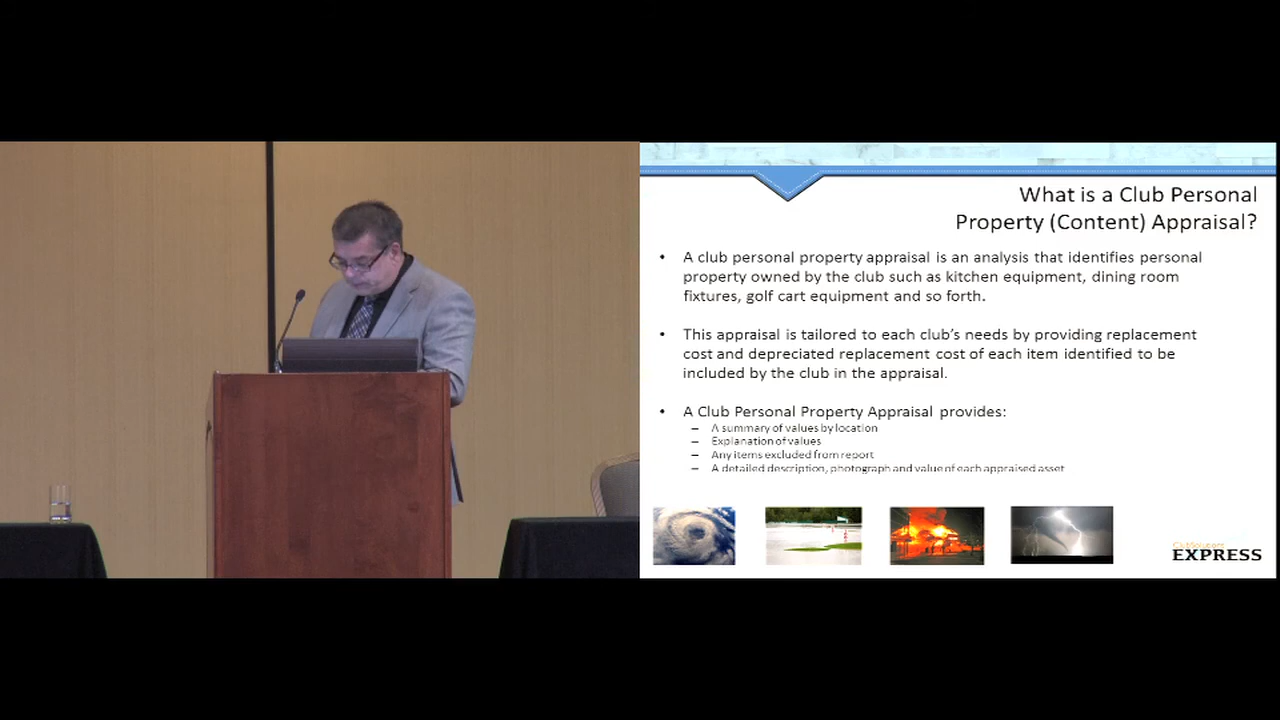 What is a Club Personal
Property (Content) Appraisal?
• A club personal property appraisal is an analysis that identifies personal
property owned by the club such as kitchen equipment, dining room
fixtures, golf cart equipment and so forth.
• This appraisal is tailored to each club's needs by providing replacement
cost and depreciated replacement cost of each item identified to be
included by the club in the appraisal.
• A Club Personal Property Appraisal provides:
– A summary of values by location
– Explanation of values
– Any items excluded from report
– A detailed description, photograph and value of each appraised asset
EXPRESS